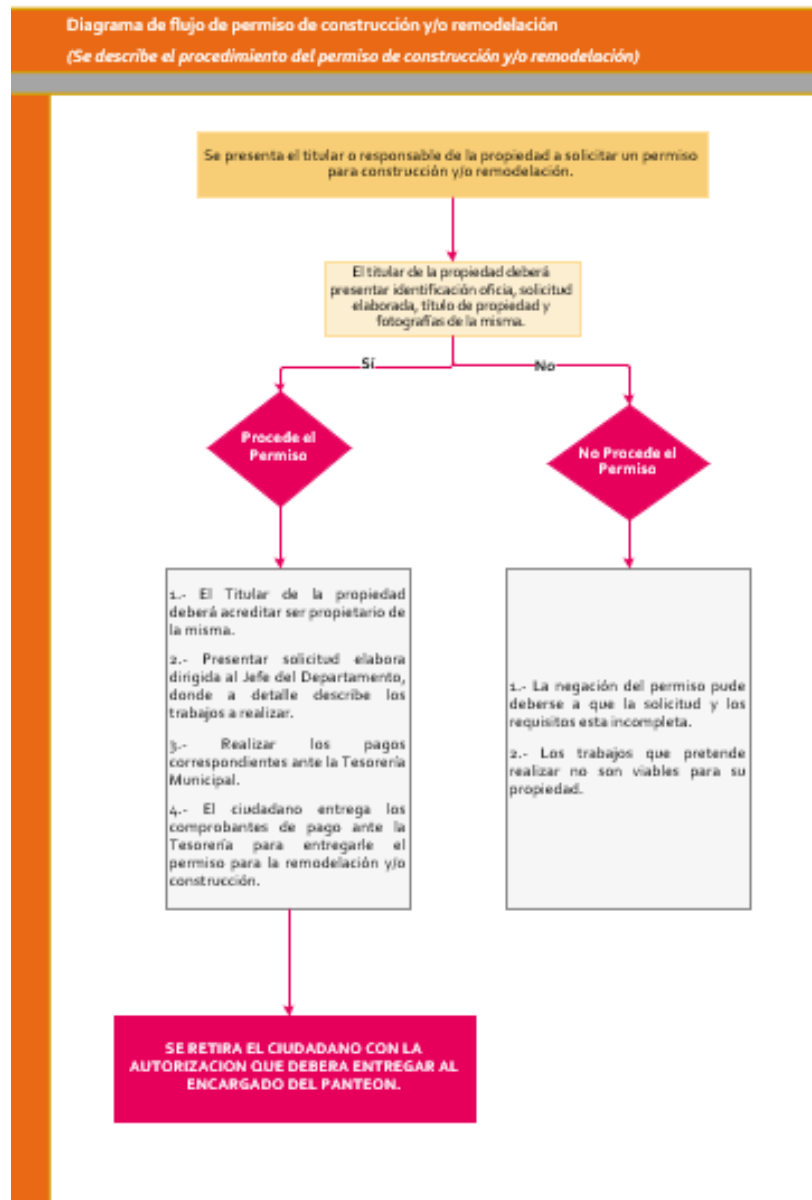 Diagrama de flujo de permiso de construcción y/o remodelación
(Se describe el procedimiento del permiso de construcción y/o remodelación)
Se presenta el titular o responsable de la propiedad a solicitar un permiso
para construcción y/o remodelación.
El titular de la propiedad deberá
presentar identificación oficia, solicitud
elaborada, título de propiedad y
fotografías de la misma.
Sí
No
Procede el
Permiso
No Procede el
Permiso
1.- El Titular de la propiedad
deberá acreditar ser propietario de
la misma.
2.- Presentar solicitud elabora
dirigida al Jefe del Departamento,
donde a detalle describe los
trabajos a realizar.
3.- Realizar los pagos
correspondientes ante la Tesorería
Municipal.
4.- El ciudadano entrega los
comprobantes de pago ante la
Tesorería para entregarle el
permiso para la remodelación y/o
construcción.
1.- La negación del permiso pude
deberse a que la solicitud y los
requisitos esta incompleta.
2.- Los trabajos que pretende
realizar no son viables para su
propiedad.
SE RETIRA EL CIUDADANO CON LA
AUTORIZACION QUE DEBERA ENTREGAR AL
ENCARGADO DEL PANTEON.